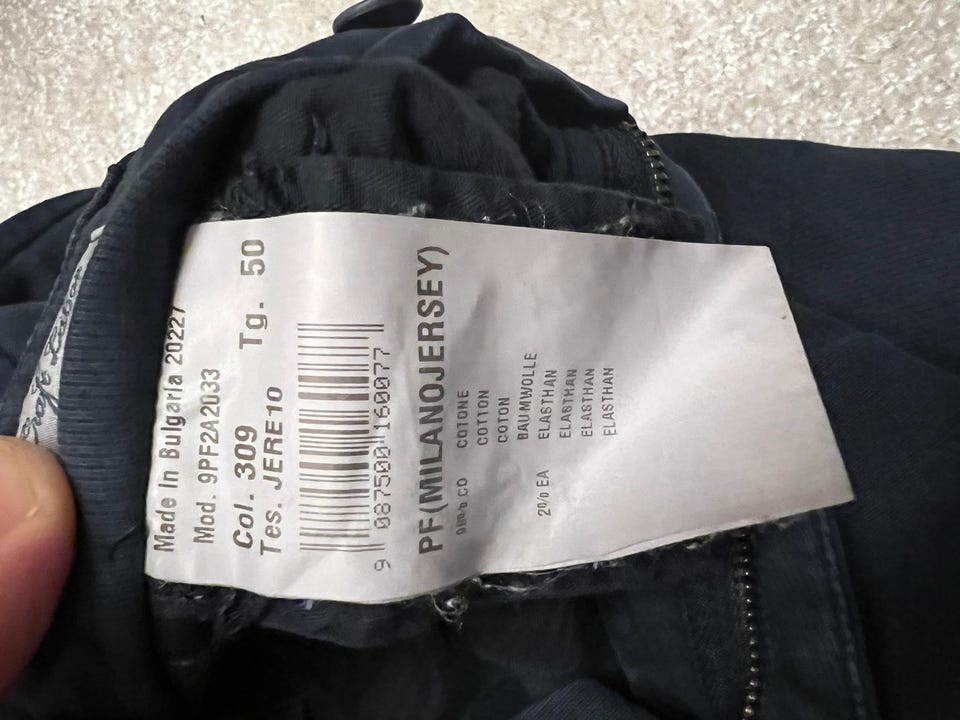 Made In Bulgaria 20227
Mod. 9PF2A2033
Col. 309 Tg. 50
Tes. JERE10
9 087500 160077
PF(MILANOJERSEY)
98% CO COTONE
COTTON
COTON
BAUMWOLLE
2% EA ELASTHAN
ELASTHAN
ELASTHAN
ELASTHAN